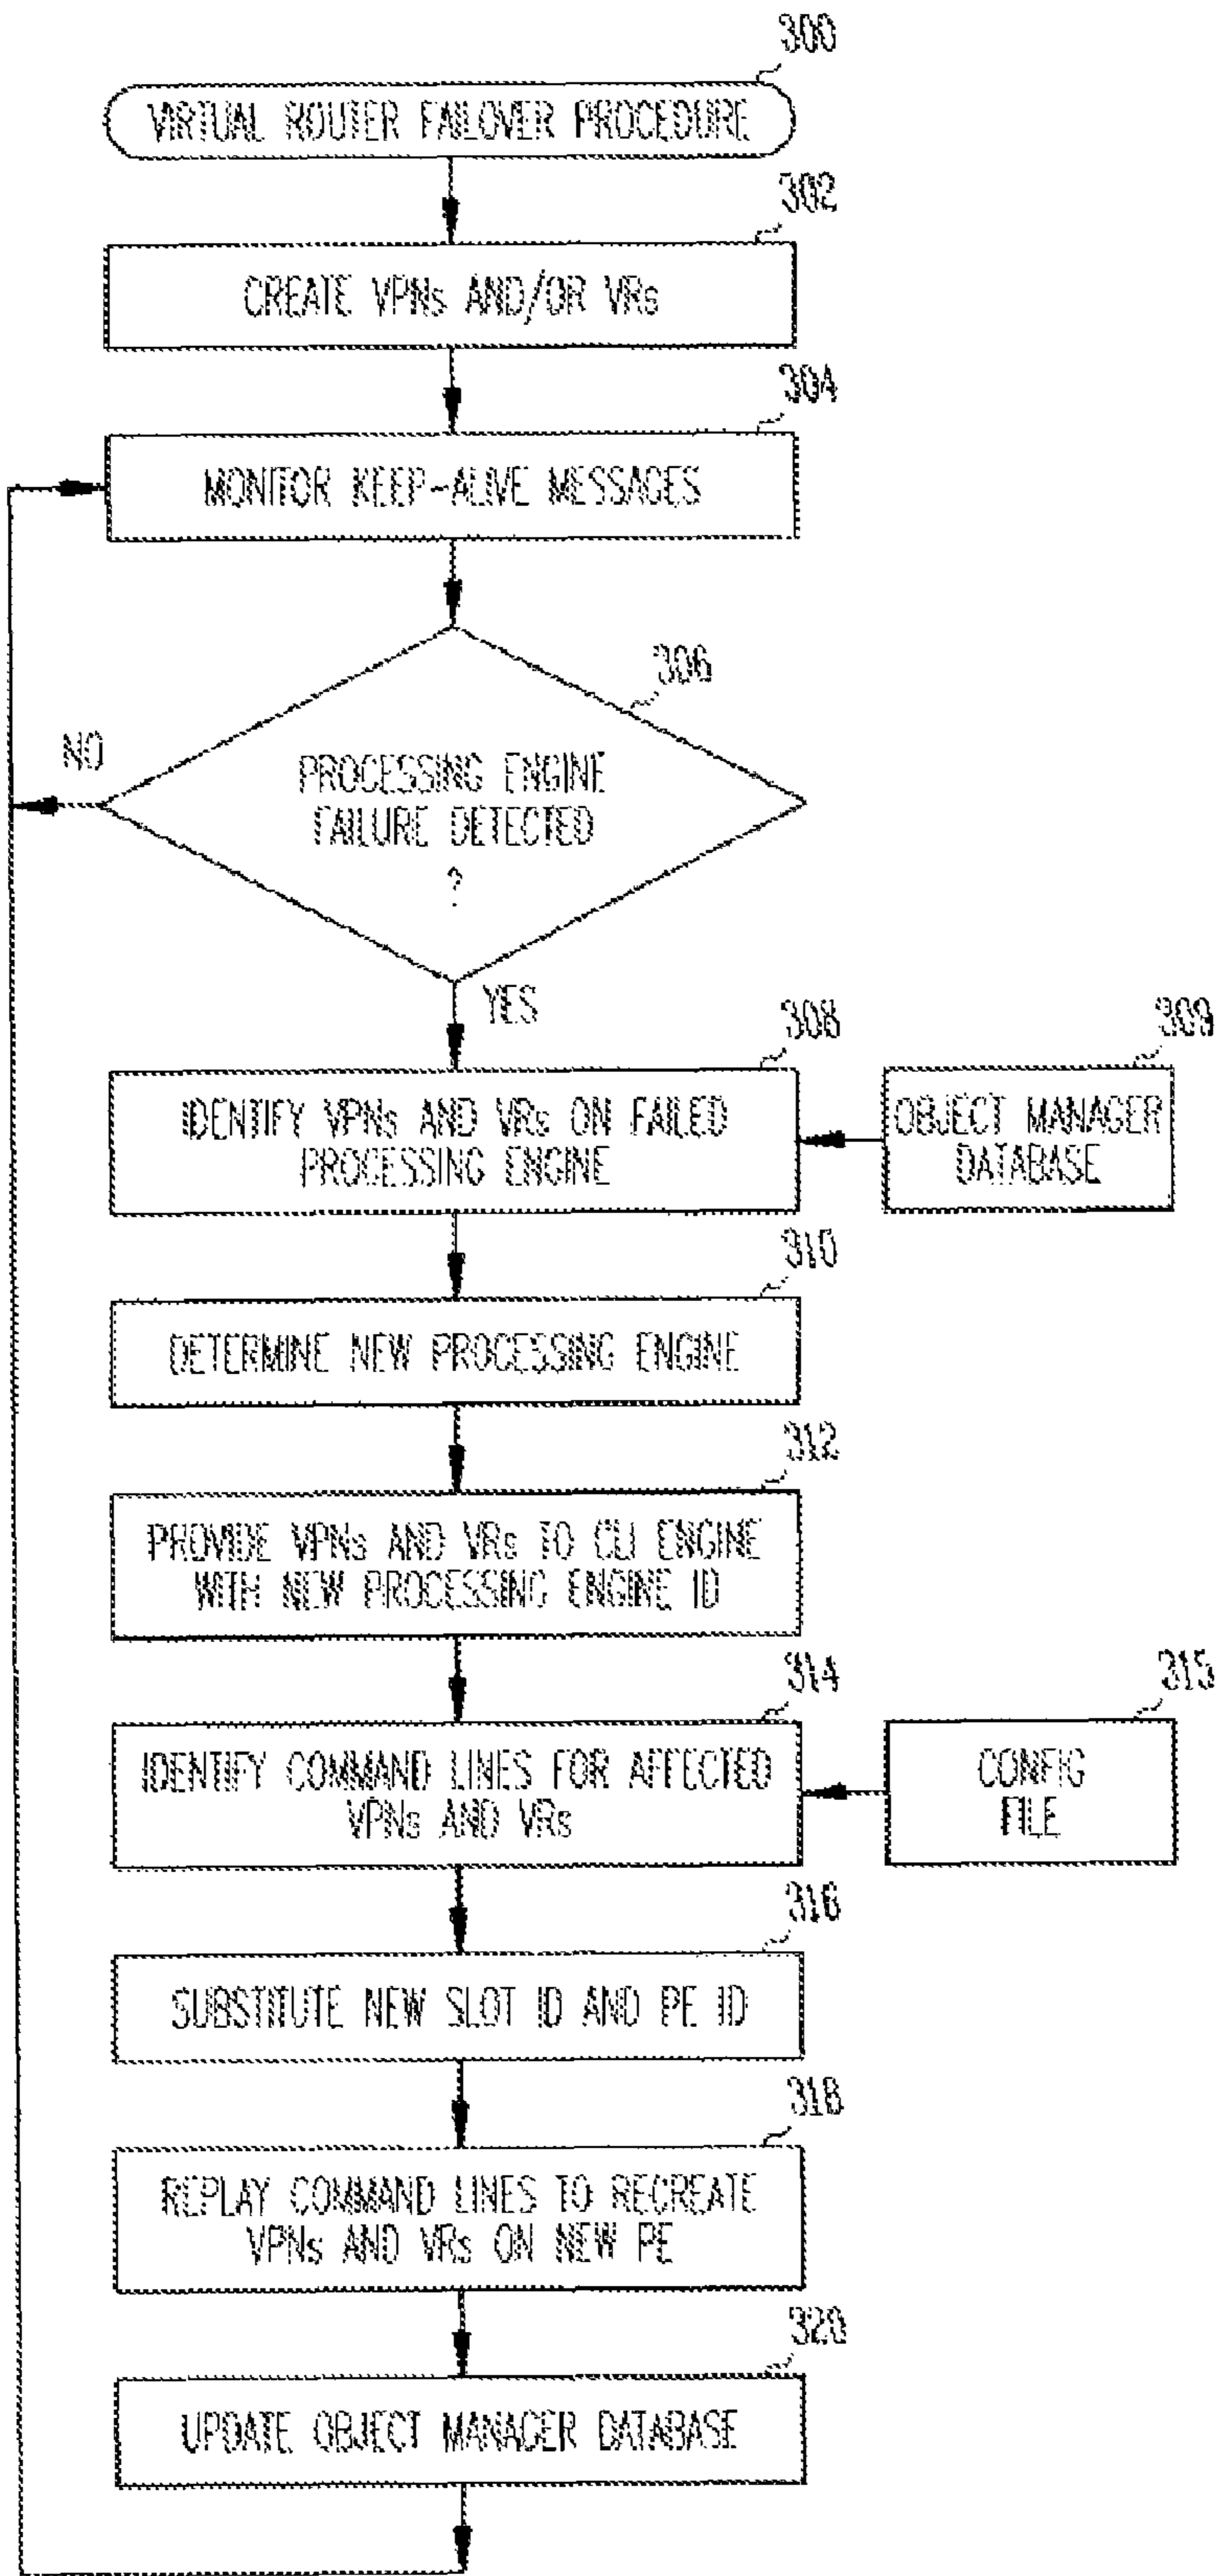 300
VIRTUAL ROUTER FAILOVER PROCEDURE
302
CREATE VPNs AND/OR VRs
304
MONITOR KEEP-ALIVE MESSAGES
306
NO
PROCESSING ENGINE
FAILURE DETECTED
?
YES
308
IDENTIFY VPNs AND VRs ON FAILED
PROCESSING ENGINE
309
OBJECT MANAGER
DATABASE
310
DETERMINE NEW PROCESSING ENGINE
312
PROVIDE VPNs AND VRs TO CLI ENGINE
WITH NEW PROCESSING ENGINE ID
314
IDENTIFY COMMAND LINES FOR AFFECTED
VPNs AND VRs
315
CONFIG
FILE
316
SUBSTITUTE NEW SLOT ID AND PE ID
318
REPLAY COMMAND LINES TO RECREATE
VPNs AND VRs ON NEW PE
320
UPDATE OBJECT MANAGER DATABASE